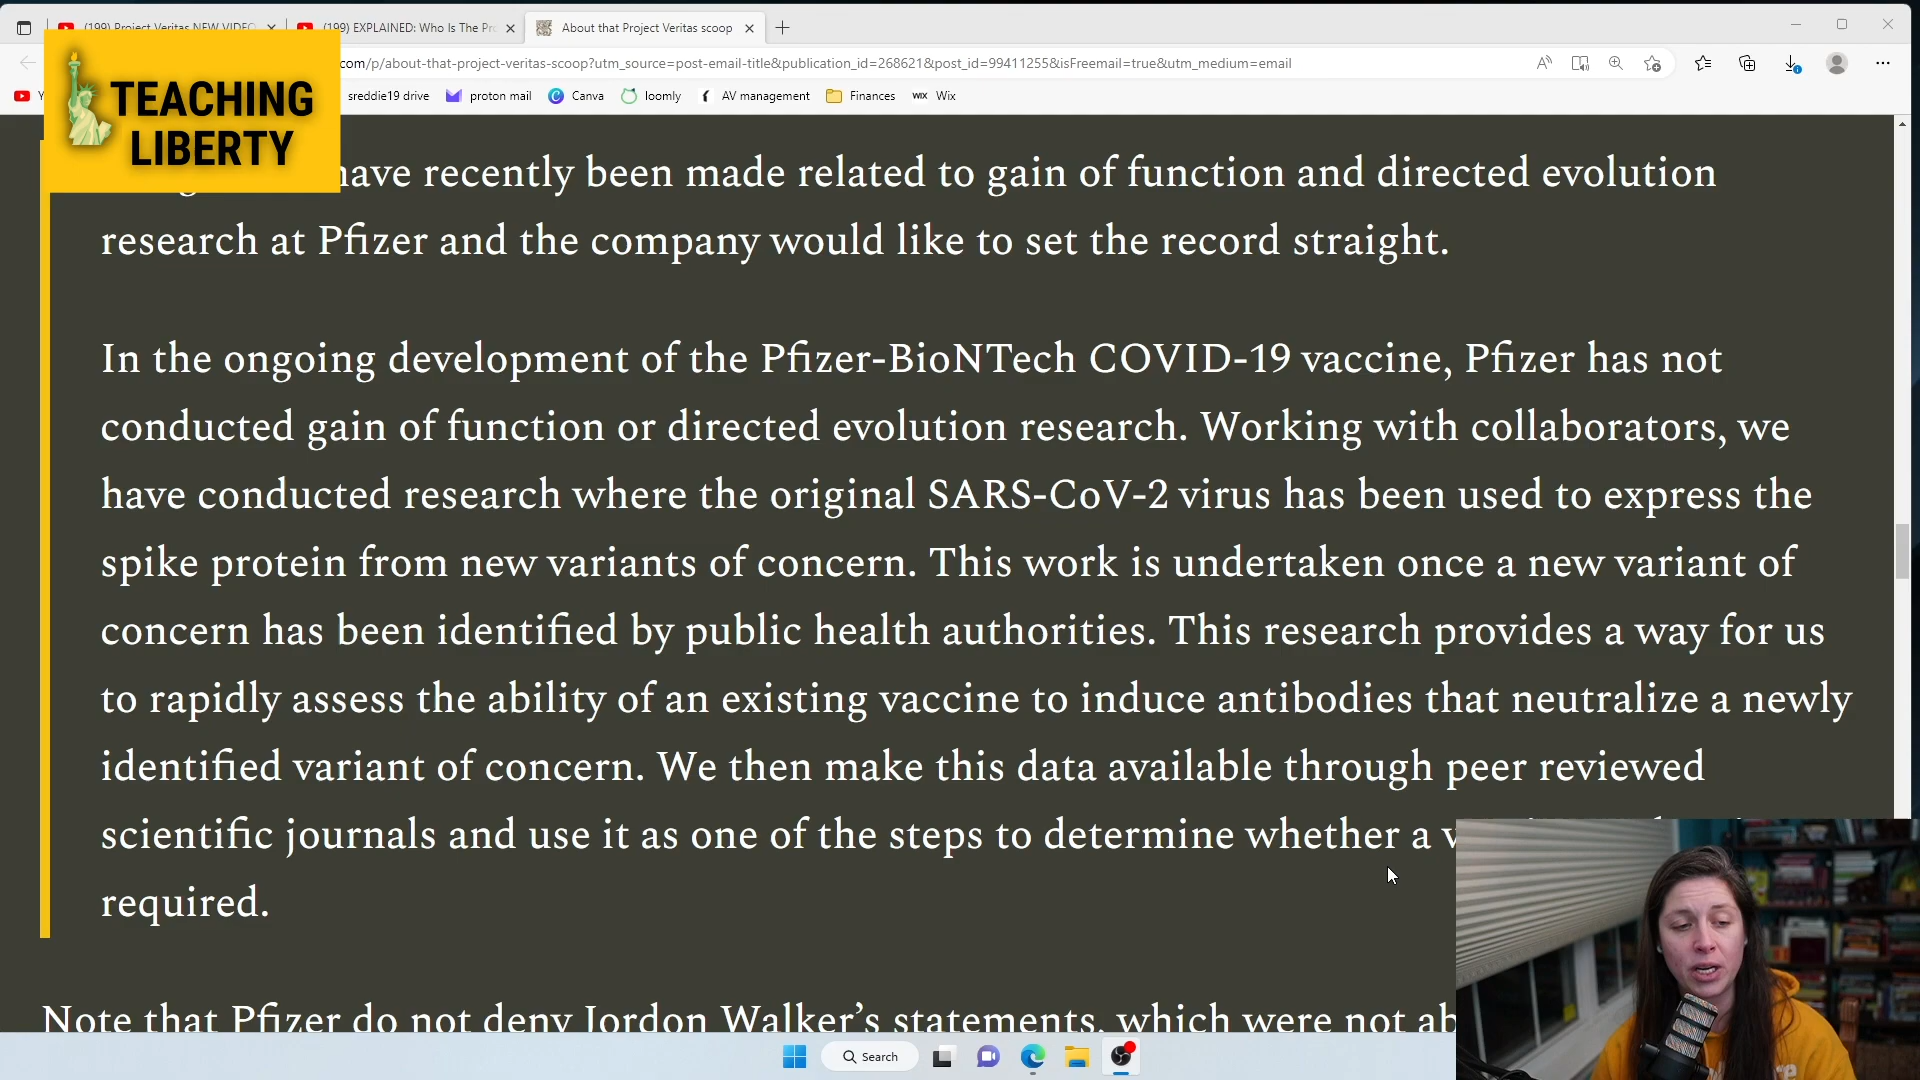 (199) Project Veritas NEW VIDEO
(199) EXPLAINED: Who Is The Pro
About that Project Veritas scoop
com/p/about-that-project-veritas-scoop?utm_source=post-email-title&publication_id=268621&post_id=99411255&isFreemail=true&utm_medium=email
Y
sreddie19 drive
proton mail
Canva
loomly
AV management
Finances
WIX Wix
TEACHING
LIBERTY
have recently been made related to gain of function and directed evolution
research at Pfizer and the company would like to set the record straight.
In the ongoing development of the Pfizer-BioNTech COVID-19 vaccine, Pfizer has not
conducted gain of function or directed evolution research. Working with collaborators, we
have conducted research where the original SARS-CoV-2 virus has been used to express the
spike protein from new variants of concern. This work is undertaken once a new variant of
concern has been identified by public health authorities. This research provides a way for us
to rapidly assess the ability of an existing vaccine to induce antibodies that neutralize a newly
identified variant of concern. We then make this data available through peer reviewed
scientific journals and use it as one of the steps to determine whether a
required.
Note that Pfizer do not deny Jordon Walker’s statements, which were not ab
Search